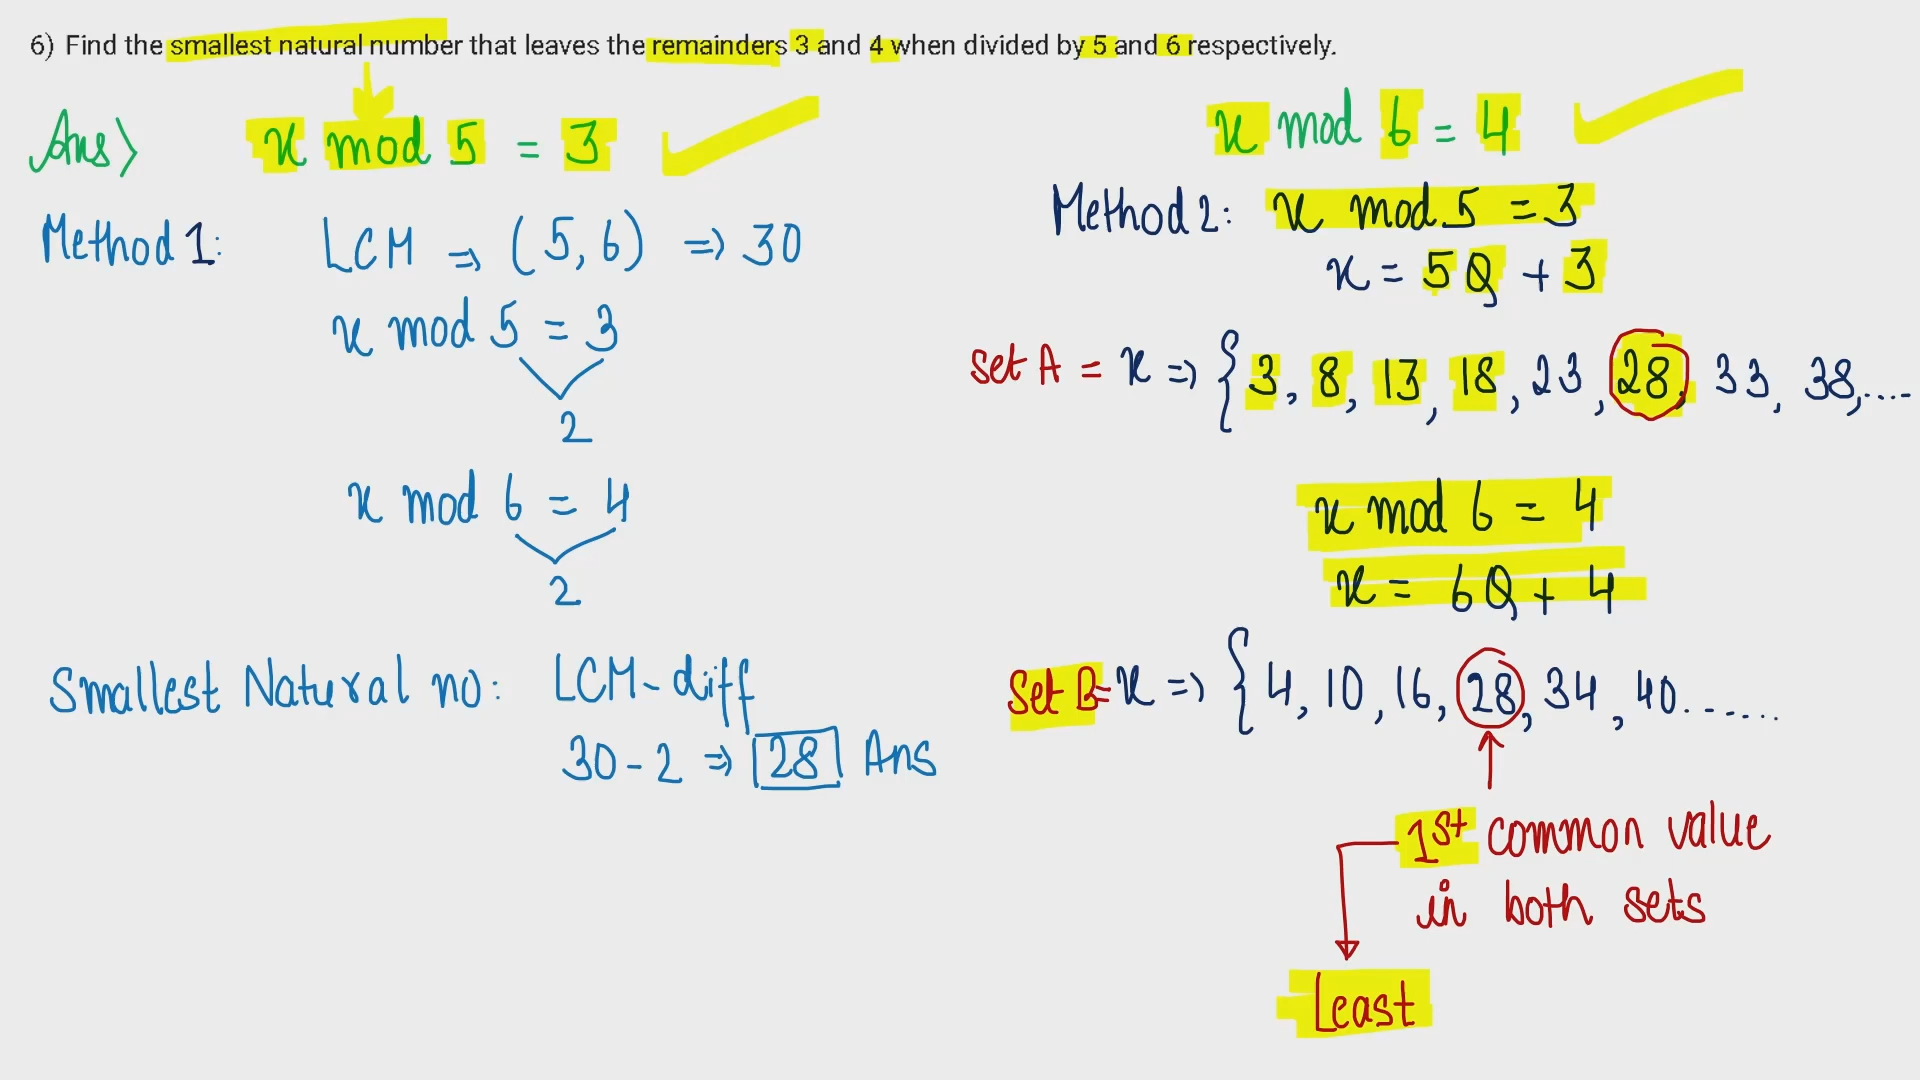 6) Find the smallest natural number that leaves the remainders 3 and 4 when divided by 5 and 6 respectively.
Ans> x mod 5 = 3
x mod 6 = 4
Method 1: LCM => (5, 6) => 30
x mod 5 = 3
2
x mod 6 = 4
2
Smallest Natural no: LCM - diff
30 - 2 => 28 Ans
Method 2: x mod 5 = 3
x = 5Q + 3
Set A = x => { 3, 8, 13, 18, 23, 28, 33, 38, ....
x mod 6 = 4
x = 6Q + 4
Set B = x => { 4, 10, 16, 28, 34, 40 .......
1st common value
in both sets
Least